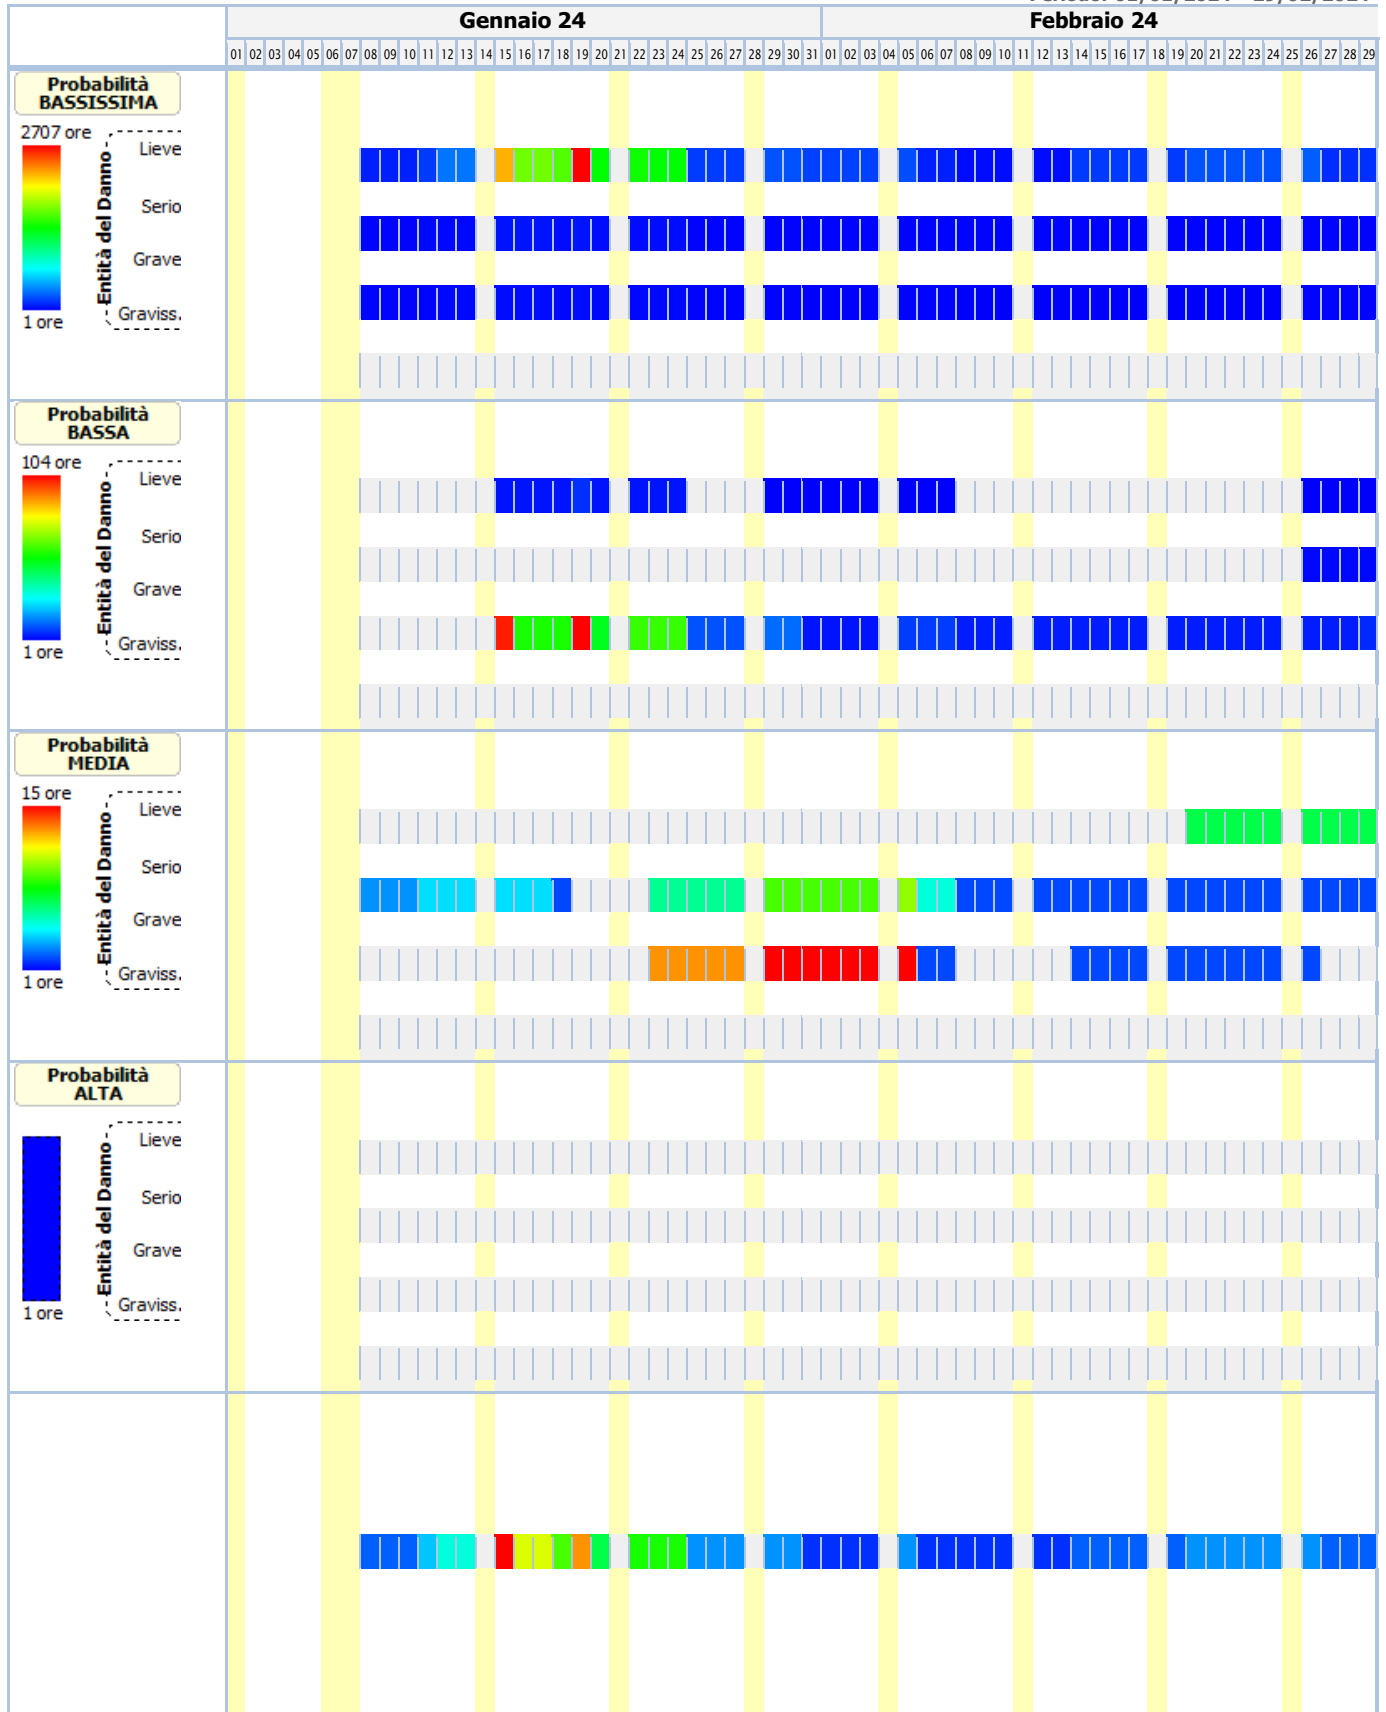 Gennaio 24 Febbraio 24
01 02 03 04 05 06 07 08 09 10 11 12 13 14 15 16 17 18 19 20 21 22 23 24 25 26 27 28 29 30 31 01 02 03 04 05 06 07 08 09 10 11 12 13 14 15 16 17 18 19 20 21 22 23 24 25 26 27 28 29
Probabilità
BASSISSIMA
2707 ore
Entità del Danno
Lieve
Serio
Grave
Graviss.
1 ore
Probabilità
BASSA
104 ore
Entità del Danno
Lieve
Serio
Grave
Graviss.
1 ore
Probabilità
MEDIA
15 ore
Entità del Danno
Lieve
Serio
Grave
Graviss.
1 ore
Probabilità
ALTA
Entità del Danno
Lieve
Serio
Grave
Graviss.
1 ore